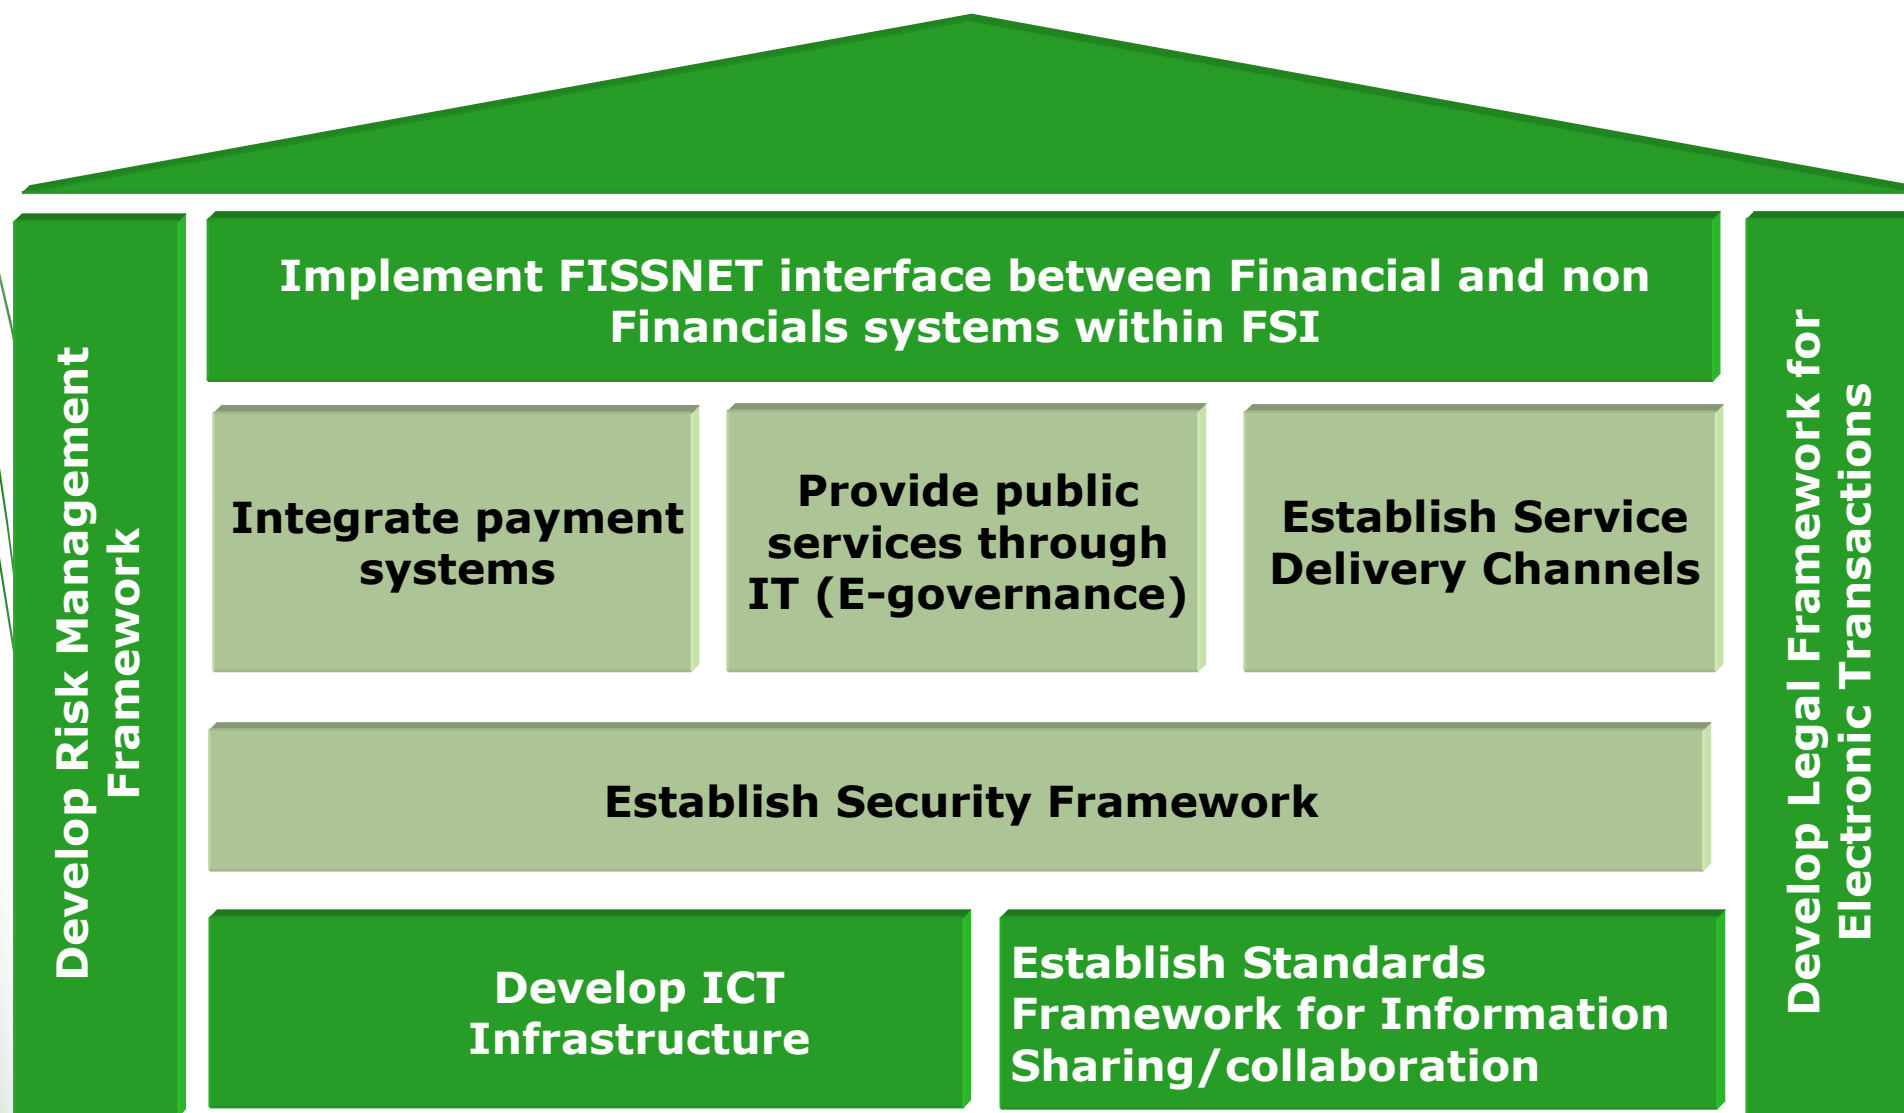 Implement FISSNET interface between Financial and non
Financials systems within FSI
Develop Risk Management
Framework
Integrate payment
systems
Provide public
services through
IT (E-governance)
Establish Service
Delivery Channels
Develop Legal Framework for
Electronic Transactions
Establish Security Framework
Develop ICT
Infrastructure
Establish Standards
Framework for Information
Sharing/collaboration